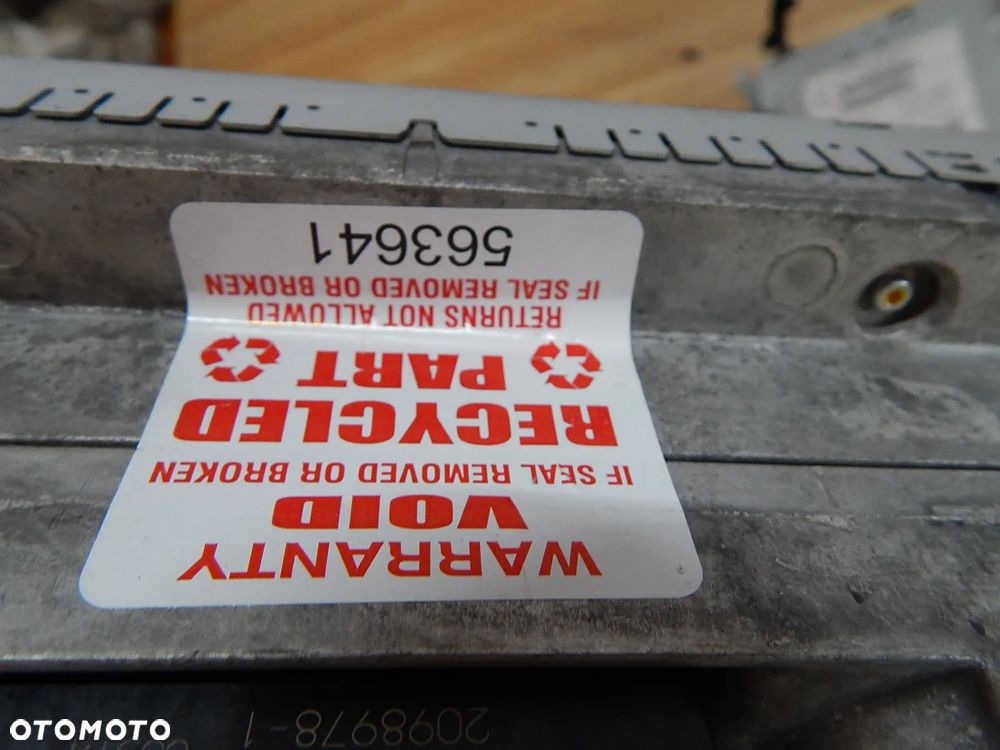 WARRANTY
VOID
IF SEAL REMOVED OR BROKEN
RECYCLED
PART
RETURNS NOT ALLOWED
IF SEAL REMOVED OR BROKEN
563641
2098978-1
OTOMOTO